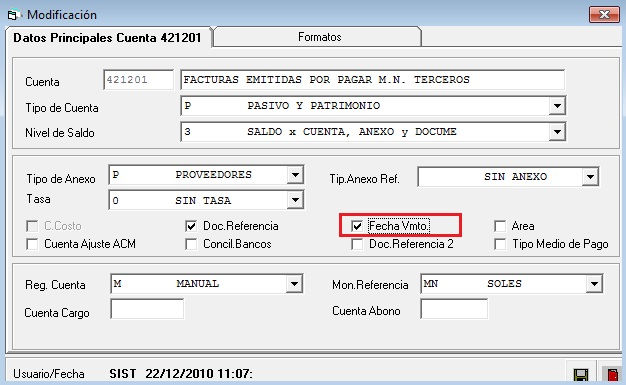 Modificación
Datos Principales Cuenta 421201 Formatos
Cuenta 421201 FACTURAS EMITIDAS POR PAGAR M.N. TERCEROS
Tipo de Cuenta P PASIVO Y PATRIMONIO
Nivel de Saldo 3 SALDO x CUENTA, ANEXO y DOCUME
Tipo de Anexo P PROVEEDORES Tip.Anexo Ref. SIN ANEXO
Tasa 0 SIN TASA
C.Costo Doc.Referencia Fecha Vmto. Area
Cuenta Ajuste ACM Concil.Bancos Doc.Referencia 2 Tipo Medio de Pago
Reg. Cuenta M MANUAL Mon.Referencia MN SOLES
Cuenta Cargo Cuenta Abono
Usuario/Fecha SIST 22/12/2010 11:07: